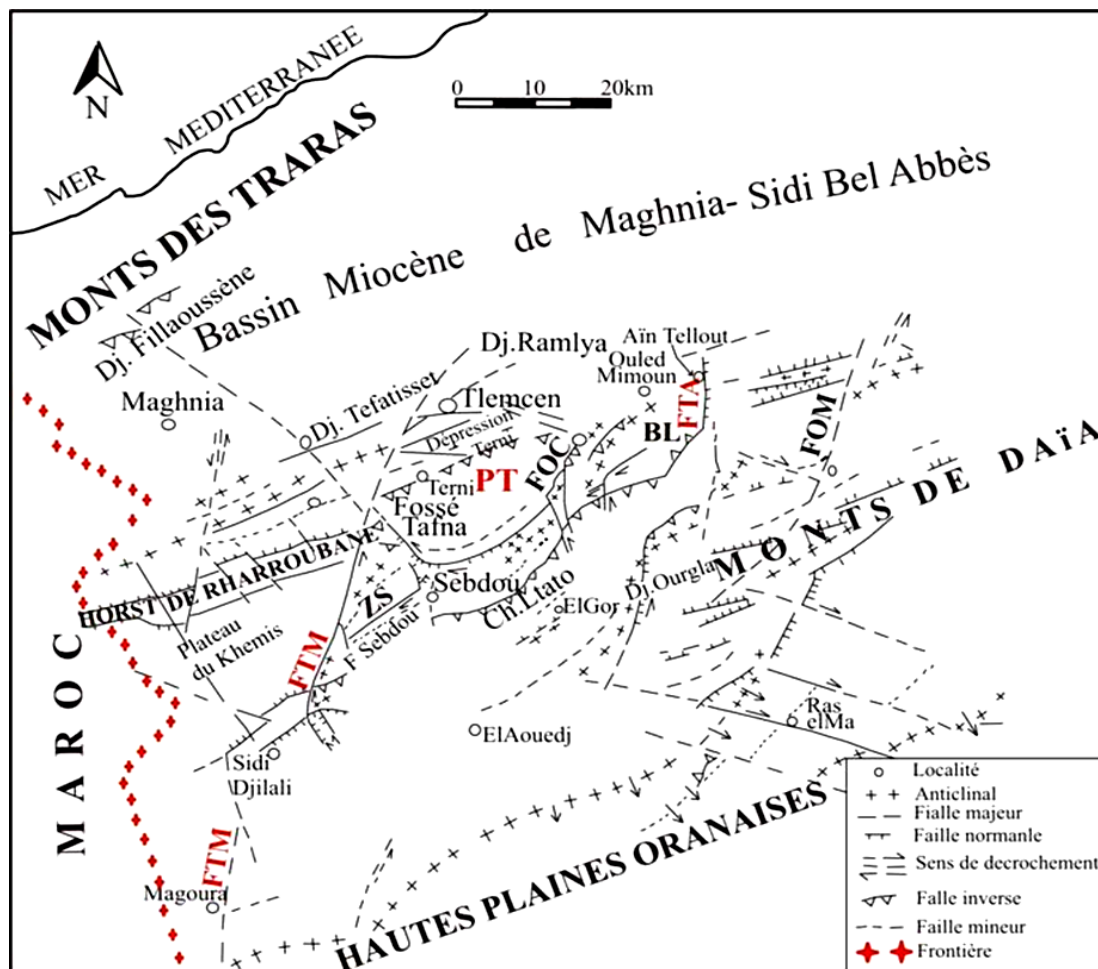 N
0 10 20km
MER MEDITERRANEE
MONTS DES TRARAS
Bassin Miocène de Maghnia- Sidi Bel Abbès
Dj. Fillaoussène
Dj.Ramlya
Aïn Tellout
Ouled
Mimoun
Maghnia
Dj. Tefatisset
Tlemcen
FTA
Dépression
Terni
BL
FOM
FOC
PT
Terni
Fossé
Tafna
MONTS DE DAÏA
HORST DE RHARROUBANE
Sebdou
Dj.Ourgla
ZS
Ch.Ltato
ElGor
Plateau
du Khemis
F Sebdou
FTM
MAROC
Ras
elMa
ElAouedj
Sidi
Djilali
M
FTM
Magoura
HAUTES PLAINES ORANAISES
Localité
Anticlinal
Fialle majeur
Faille normanle
Sens de decrochement
Falle inverse
Faille mineur
Frontière